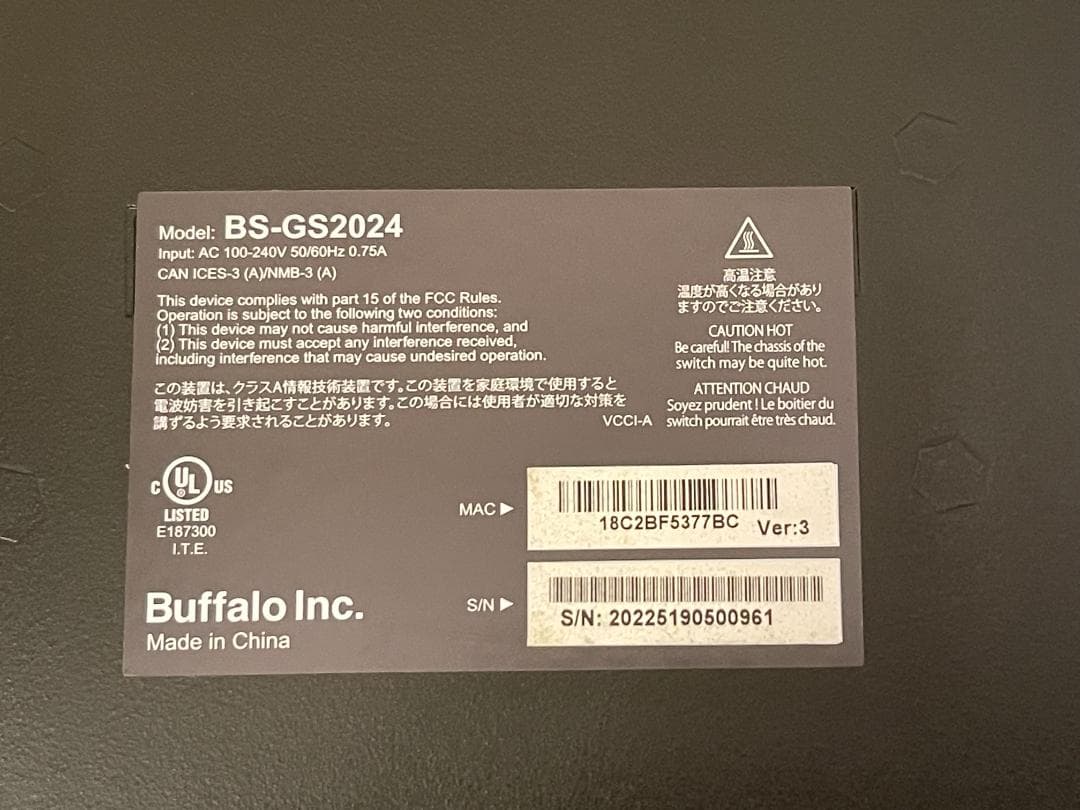 Model: BS-GS2024
Input: AC 100-240V 50/60Hz 0.75A
CAN ICES-3 (A)/NMB-3 (A)
This device complies with part 15 of the FCC Rules.
Operation is subject to the following two conditions:
(1) This device may not cause harmful interference, and
(2) This device must accept any interference received,
including interference that may cause undesired operation.
この装置は、クラスA情報技術装置です。この装置を家庭環境で使用すると
電波妨害を引き起こすことがあります。この場合には使用者が適切な対策を
講ずるよう要求されることがあります。
VCCI-A
高温注意
温度が高くなる場合があり
ますのでご注意ください。
CAUTION HOT
Be careful! The chassis of the
switch may be quite hot.
ATTENTION CHAUD
Soyez prudent ! Le boitier du
switch pourrait être très chaud.
C UL US
LISTED
E187300
I.T.E.
MAC ▶
18C2BF5377BC Ver:3
Buffalo Inc.
Made in China
S/N ▶
S/N: 20225190500961